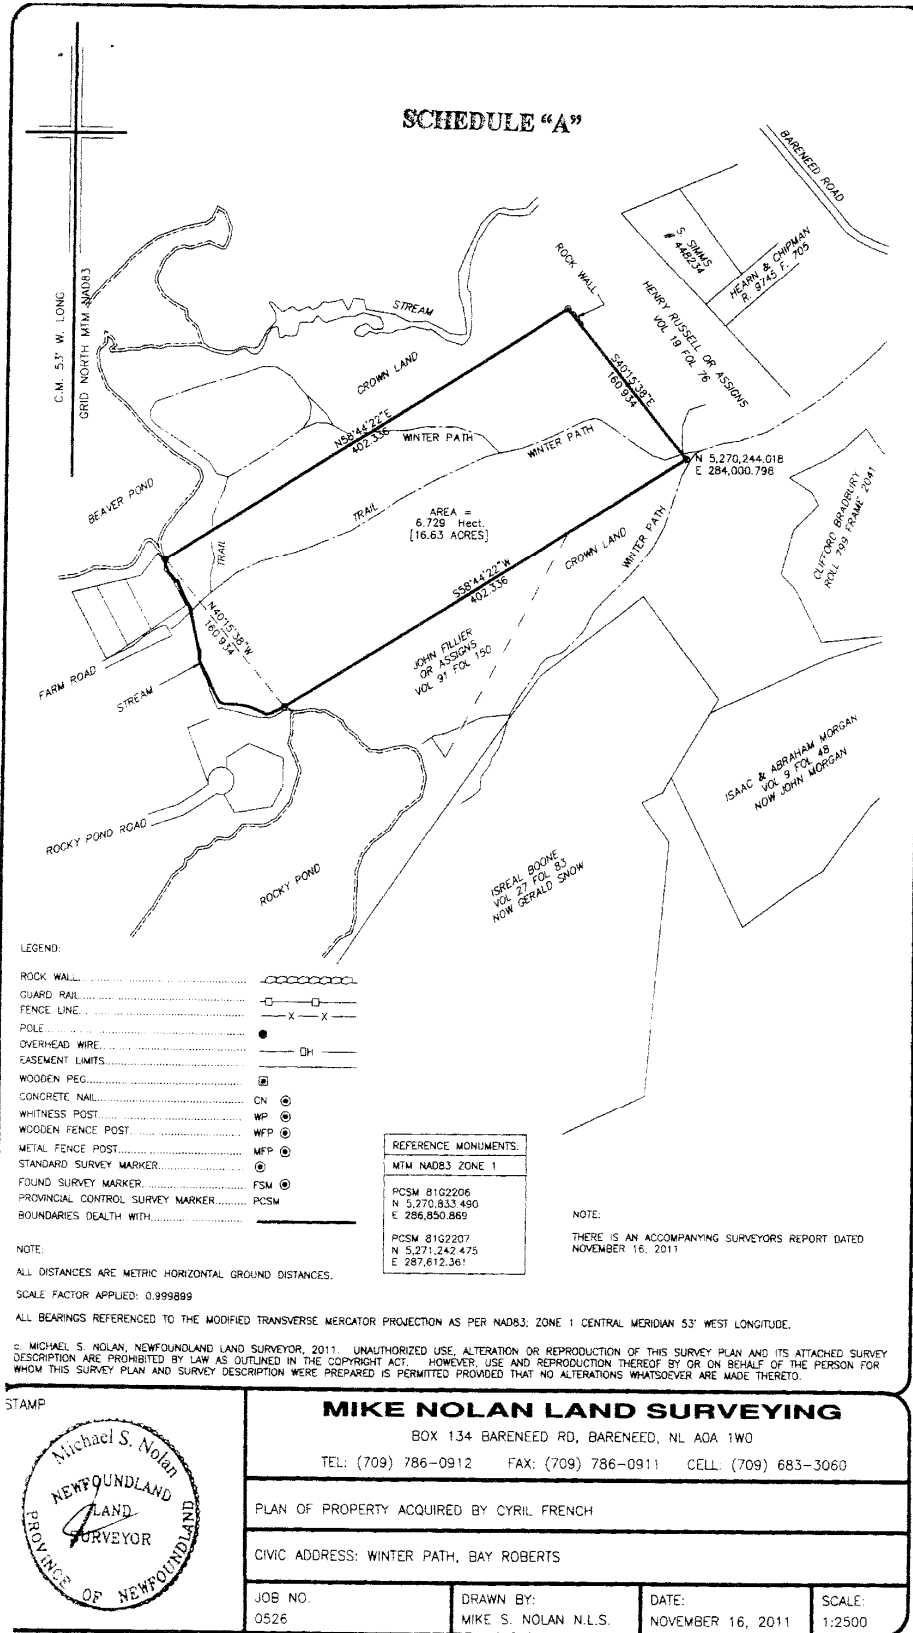 SCHEDULE "A"
BARENEED ROAD
C.M. 53° W. LONG
GRID NORTH MTM NAD83
S. SIMMS
# 448234
HEARN & CHIPMAN
R. 9745 F. 705
ROCK WALL
HENRY RUSSELL OR ASSIGNS
VOL 19 FOL 76
STREAM
CROWN LAND
S40°15'38"E
160.934
N58°44'22"E
402.336
WINTER PATH
WINTER PATH
N 5,270,244.018
E 284,000.798
BEAVER POND
TRAIL
AREA =
6.729 Hect.
[16.63 ACRES]
CLIFFORD BRADBURY
ROLL 799 FRAME 2041
TRAIL
CROWN LAND
WINTER PATH
S58°44'22"W
402.336
N40°15'38"W
160.934
JOHN FILLIER
OR ASSIGNS
VOL 91 FOL 150
FARM ROAD
STREAM
ISAAC & ABRAHAM MORGAN
VOL 9 FOL 48
NOW JOHN MORGAN
ROCKY POND ROAD
ROCKY POND
ISREAL BOONE
VOL 27 FOL 83
NOW GERALD SNOW
LEGEND:
ROCK WALL
GUARD RAIL
FENCE LINE
X X
POLE
OVERHEAD WIRE
OH
EASEMENT LIMITS
WOODEN PEG
CONCRETE NAIL CN
WHITNESS POST WP
WOODEN FENCE POST WFP
METAL FENCE POST MFP
STANDARD SURVEY MARKER
FOUND SURVEY MARKER FSM
PROVINCIAL CONTROL SURVEY MARKER PCSM
BOUNDARIES DEALTH WITH
REFERENCE MONUMENTS:
MTM NAD83 ZONE 1
PCSM 81G2206
N 5,270,833.490
E 286,850.869
PCSM 81G2207
N 5,271,242.475
E 287,612.361
NOTE:
THERE IS AN ACCOMPANYING SURVEYORS REPORT DATED
NOVEMBER 16, 2011
NOTE:
ALL DISTANCES ARE METRIC HORIZONTAL GROUND DISTANCES.
SCALE FACTOR APPLIED: 0.999899
ALL BEARINGS REFERENCED TO THE MODIFIED TRANSVERSE MERCATOR PROJECTION AS PER NAD83; ZONE 1 CENTRAL MERIDIAN 53° WEST LONGITUDE.
c. MICHAEL S. NOLAN, NEWFOUNDLAND LAND SURVEYOR, 2011. UNAUTHORIZED USE, ALTERATION OR REPRODUCTION OF THIS SURVEY PLAN AND ITS ATTACHED SURVEY
DESCRIPTION ARE PROHIBITED BY LAW AS OUTLINED IN THE COPYRIGHT ACT. HOWEVER, USE AND REPRODUCTION THEREOF BY OR ON BEHALF OF THE PERSON FOR
WHOM THIS SURVEY PLAN AND SURVEY DESCRIPTION WERE PREPARED IS PERMITTED PROVIDED THAT NO ALTERATIONS WHATSOEVER ARE MADE THERETO.
STAMP
Michael S. Nolan
NEWFOUNDLAND
LAND
SURVEYOR
PROVINCE OF NEWFOUNDLAND
MIKE NOLAN LAND SURVEYING
BOX 134 BARENEED RD, BARENEED, NL A0A 1W0
TEL: (709) 786-0912 FAX: (709) 786-0911 CELL: (709) 683-3060
PLAN OF PROPERTY ACQUIRED BY CYRIL FRENCH
CIVIC ADDRESS: WINTER PATH, BAY ROBERTS
JOB NO.
0526
DRAWN BY:
MIKE S. NOLAN N.L.S.
DATE:
NOVEMBER 16, 2011
SCALE:
1:2500